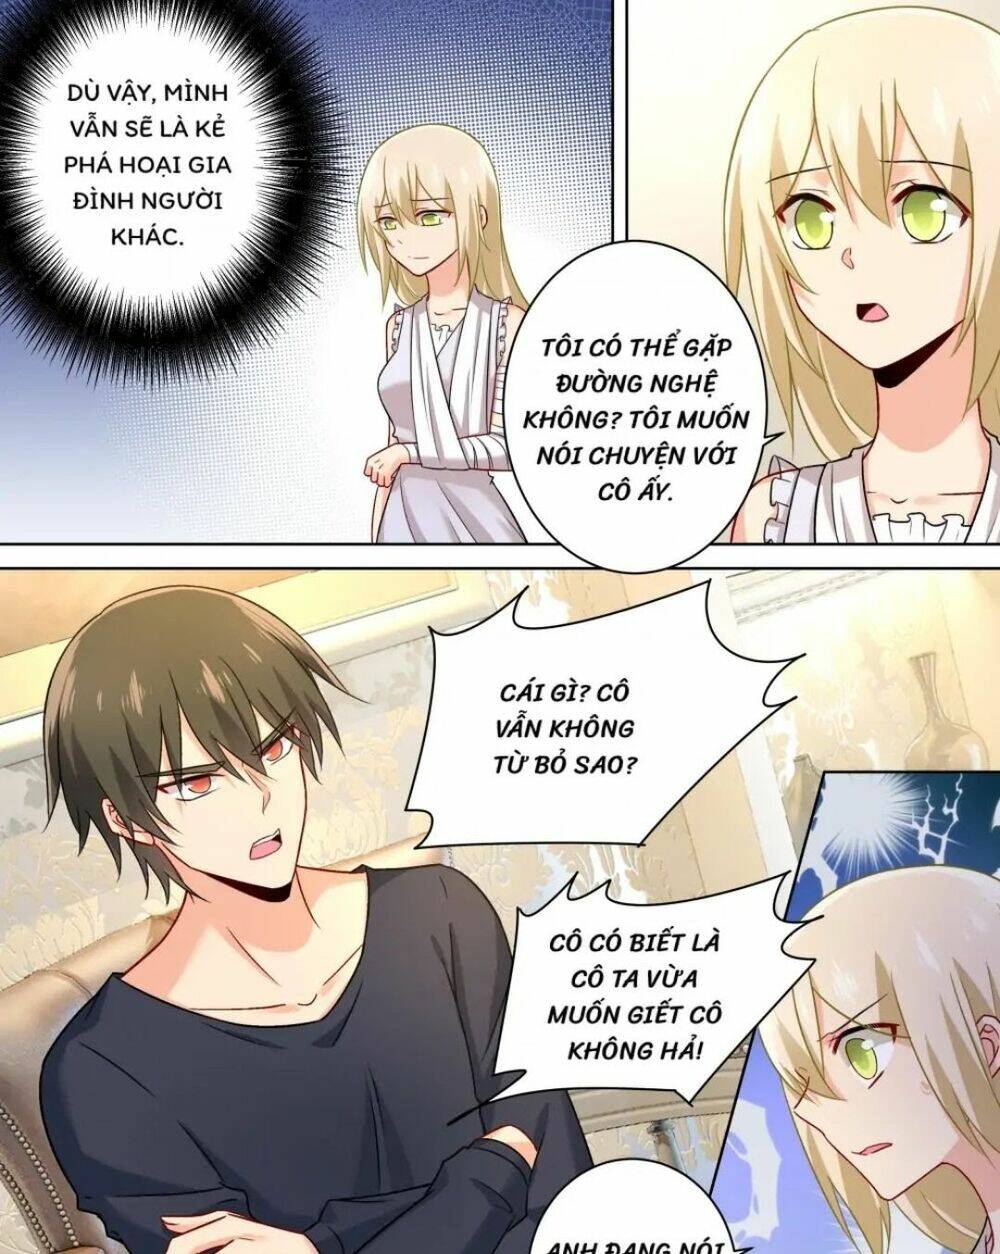 DÙ VẬY, MÌNH
VẪN SẼ LÀ KẺ
PHÁ HOẠI GIA
ĐÌNH NGƯỜI
KHÁC.
TÔI CÓ THỂ GẶP
ĐƯỜNG NGHỆ
KHÔNG? TÔI MUỐN
NÓI CHUYỆN VỚI
CÔ ẤY.
CÁI GÌ? CÔ
VẪN KHÔNG
TỪ BỎ SAO?
CÔ CÓ BIẾT LÀ
CÔ TA VỪA
MUỐN GIẾT CÔ
KHÔNG HẢ!
ANH ĐANG NÓI